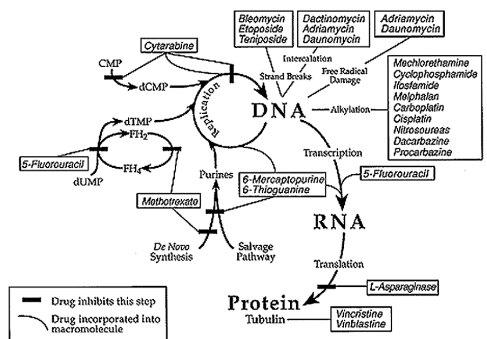 Bleomycin
Etoposide
Teniposide
Dactinomycin
Adriamycin
Daunomycin
Adriamycin
Daunomycin
Cytarabine
Intercalation
Strand Breaks
Free Radical
Damage
CMP
dCMP
DNA
Alkylation
Mechlorethamine
Cyclophosphamide
Ilosfamide
Melphalan
Carboplatin
Cisplatin
Nitrosoureas
Dacarbazine
Procarbazine
Replication
dTMP
FH2
5-Fluorouracil
FH4
dUMP
Transcription
Purines
6-Mercaptopurine
6-Thioguanine
5-Fluorouracil
Methotrexate
RNA
De Novo
Synthesis
Salvage
Pathway
Translation
L-Asparaginase
Protein
Tubulin
Vincristine
Vinblastine
Drug inhibits this step
Drug incorporated into
macromolecule